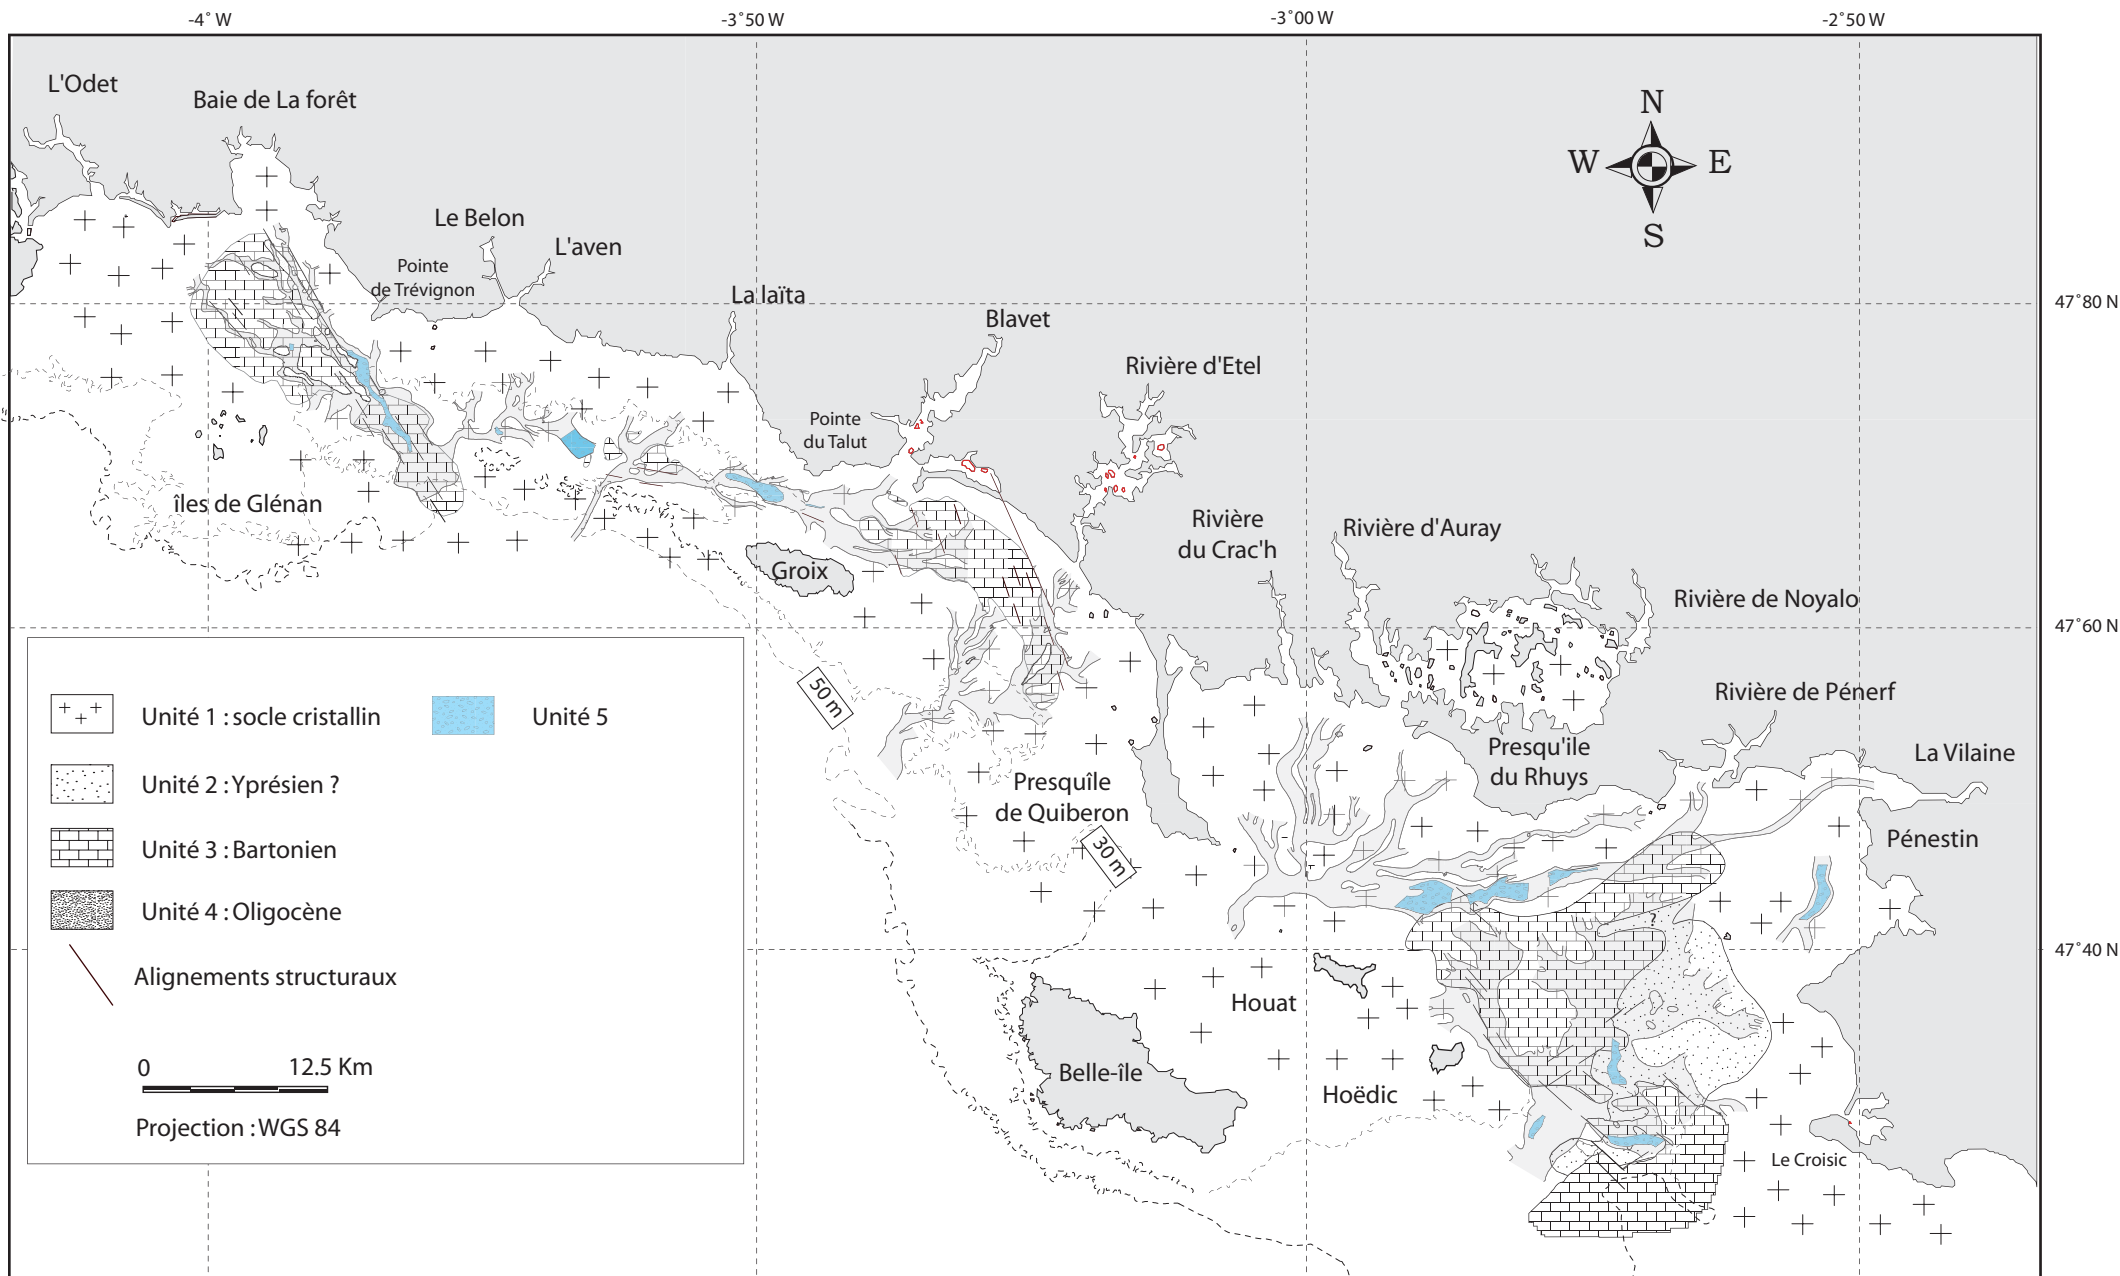 -4° W
-3°50 W
-3°00 W
-2°50 W
L'Odet
Baie de La forêt
N
W
E
S
Le Belon
L'aven
Pointe
de Trévignon
La laïta
47°80 N
Blavet
Rivière d'Etel
Pointe
du Talut
îles de Glénan
Rivière
du Crac'h
Rivière d'Auray
Groix
Rivière de Noyalo
47°60 N
50 m
Rivière de Pénerf
Presqu'ile
du Rhuys
La Vilaine
Presquîle
de Quiberon
30 m
Pénestin
?
47°40 N
Houat
Belle-île
Hoëdic
Le Croisic
Unité 1 : socle cristallin
Unité 5
Unité 2 : Yprésien ?
Unité 3 : Bartonien
Unité 4 : Oligocène
Alignements structuraux
0
12.5 Km
Projection : WGS 84